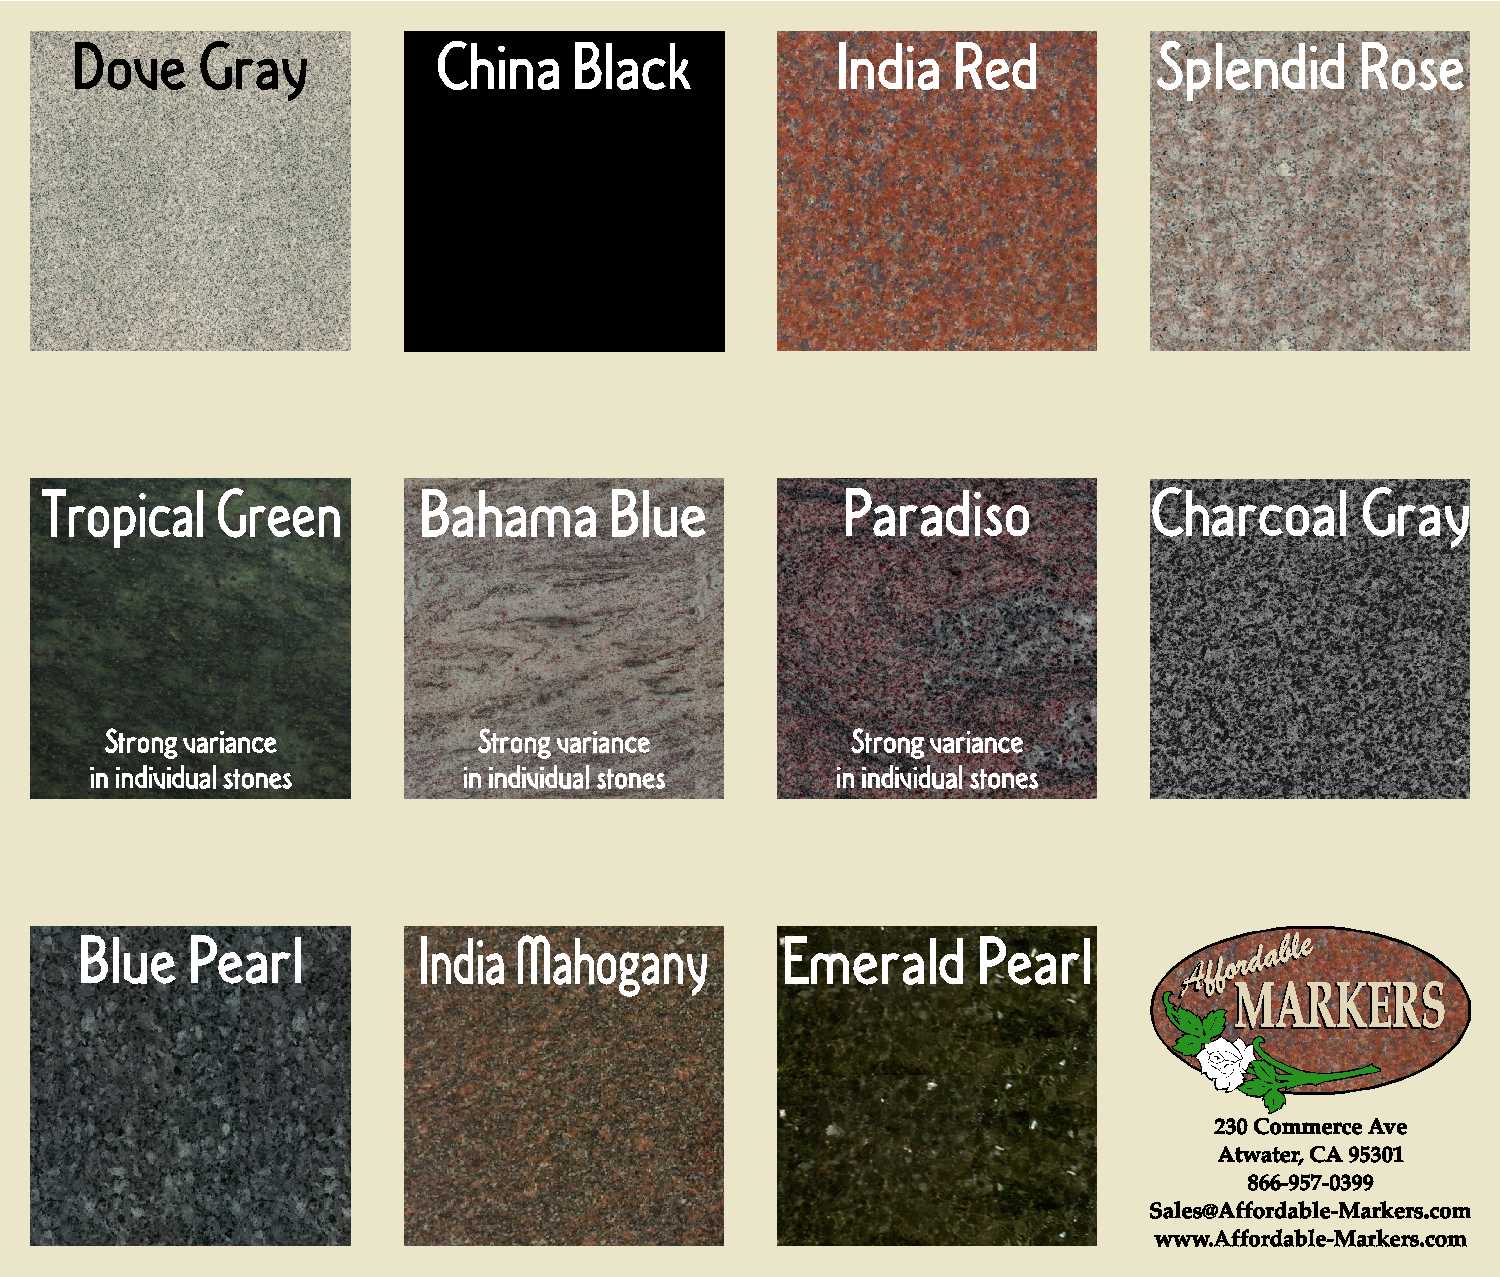 Dove Gray
China Black
India Red
Splendid Rose
Tropical Green
Strong variance
in individual stones
Bahama Blue
Strong variance
in individual stones
Paradiso
Strong variance
in individual stones
Charcoal Gray
Blue Pearl
India Mahogany
Emerald Pearl
Affordable
MARKERS
230 Commerce Ave
Atwater, CA 95301
866-957-0399
Sales@Affordable-Markers.com
www.Affordable-Markers.com